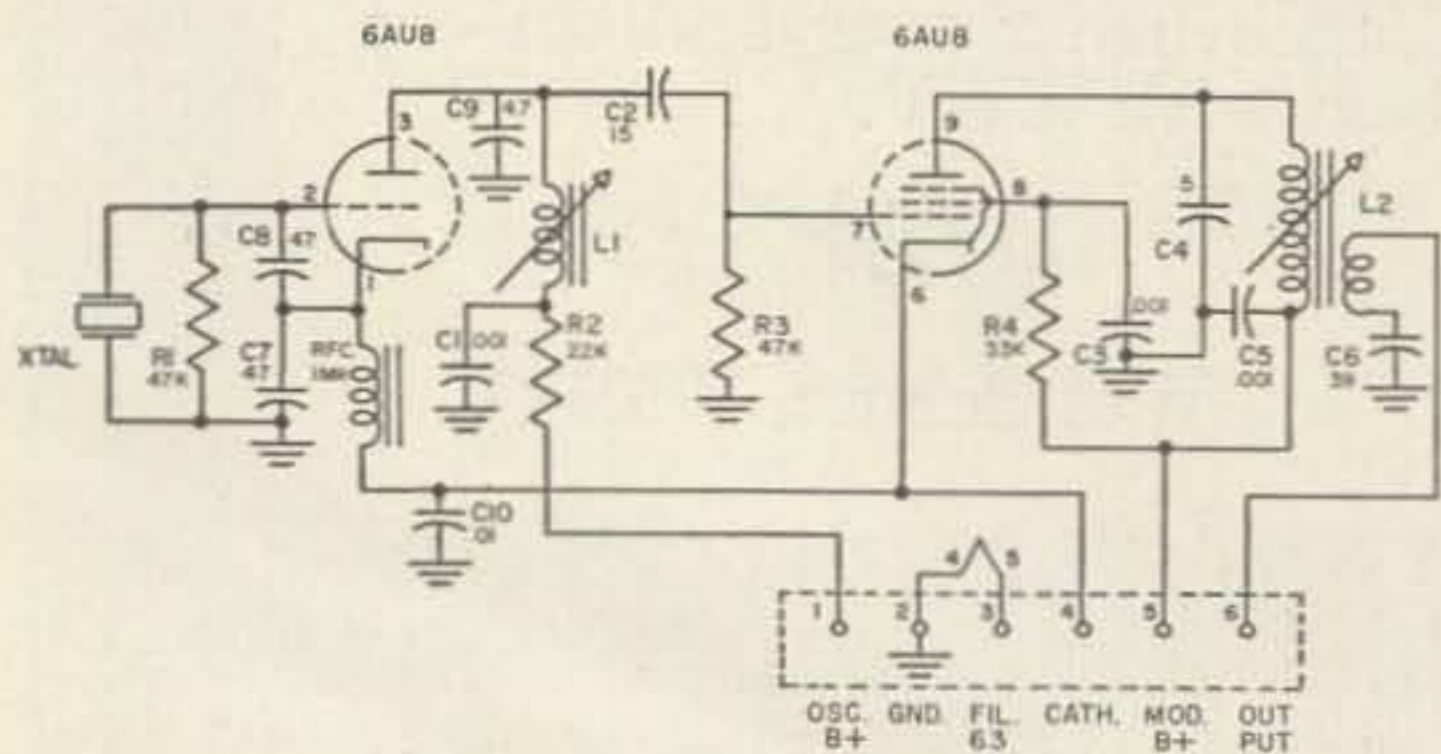 6AU8
6AU8
3
C9 47
C2
15
9
2
C8 47
1
L1
7
8
6
5
C4
L2
XTAL
R1
47K
C7
47
RFC
C1 .001
R2
22K
R3
47K
R4
33K
.001
C3
C5
.001
C6
C10
.01
4
5
1
2
3
4
5
6
OSC.
B+
GND.
FIL.
6.3
CATH.
MOD.
B+
OUT
PUT